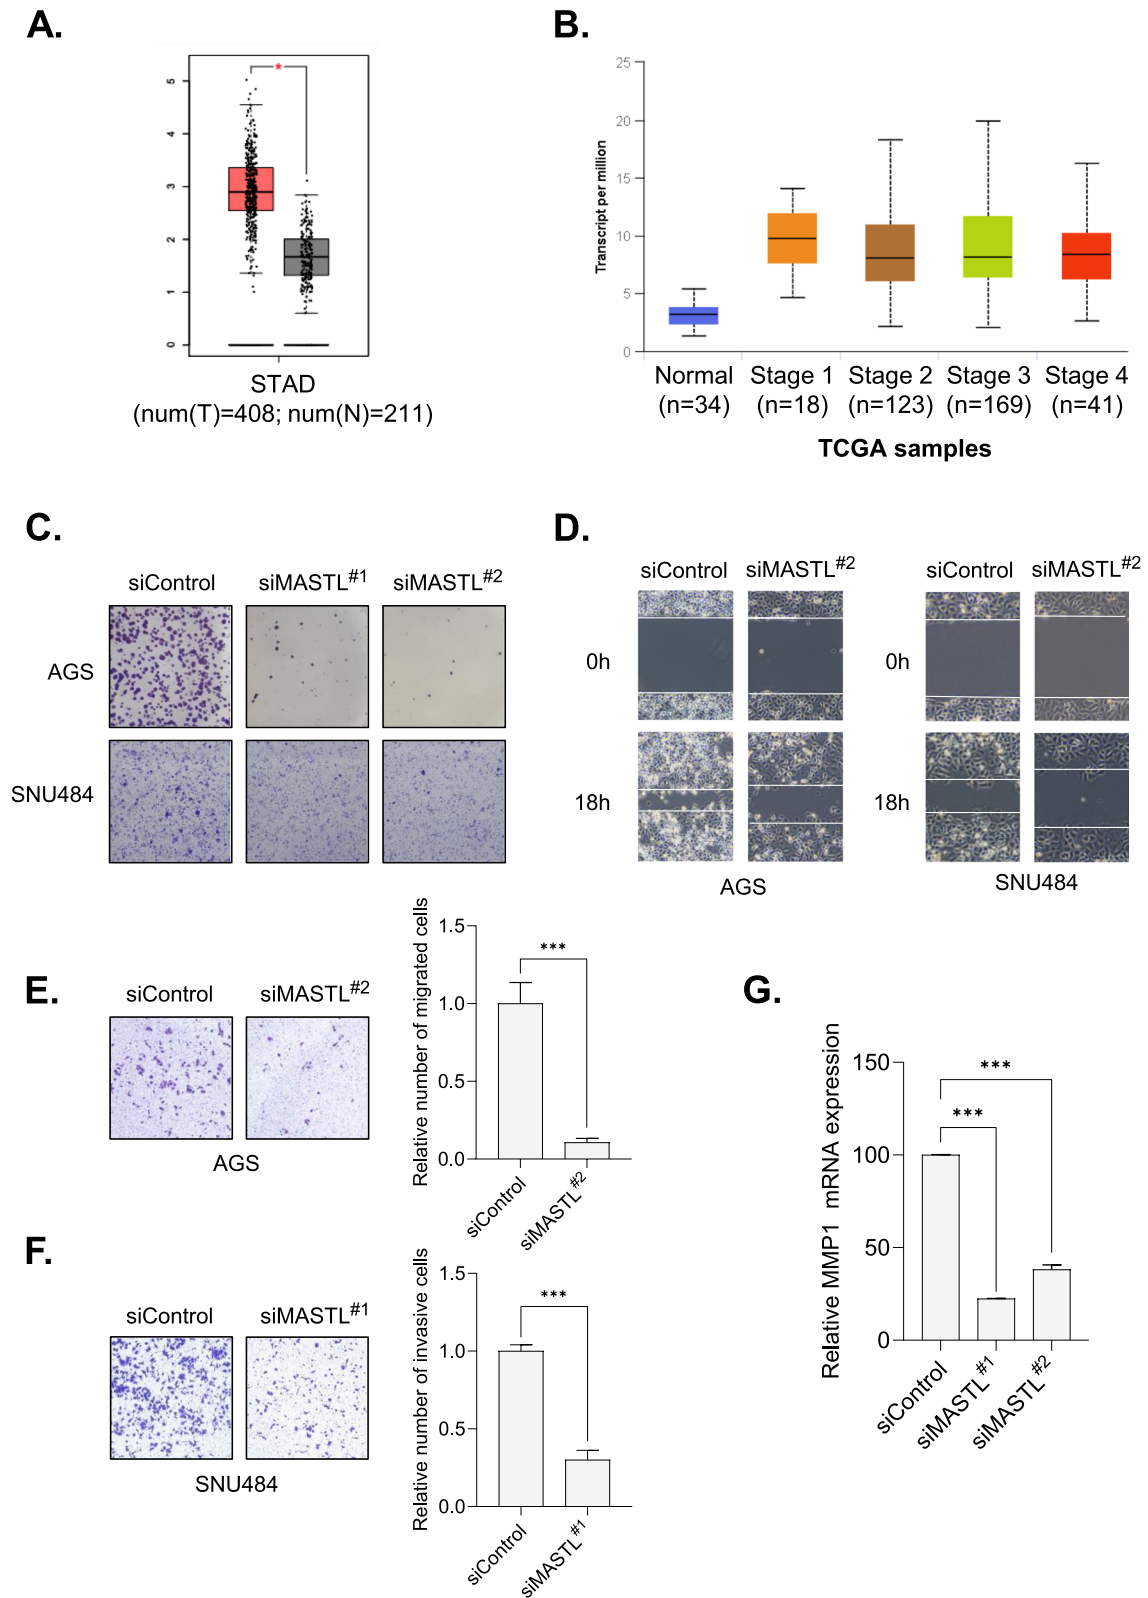 A.
5
4
3
2
1
0
*
STAD
(num(T)=408; num(N)=211)
B.
Transcript per million
25
20
15
10
5
0
Normal Stage 1 Stage 2 Stage 3 Stage 4
(n=34) (n=18) (n=123) (n=169) (n=41)
TCGA samples
C.
siControl siMASTL#1 siMASTL#2
AGS
SNU484
D.
siControl siMASTL#2 siControl siMASTL#2
0h 0h
18h 18h
AGS SNU484
E.
siControl siMASTL#2
AGS
Relative number of migrated cells
1.5
1.0
0.5
0.0
***
siControl
siMASTL#2
F.
siControl siMASTL#1
SNU484
Relative number of invasive cells
1.5
1.0
0.5
0.0
***
siControl
siMASTL#1
G.
Relative MMP1 mRNA expression
150
100
50
0
***
***
siControl
siMASTL#1
siMASTL#2